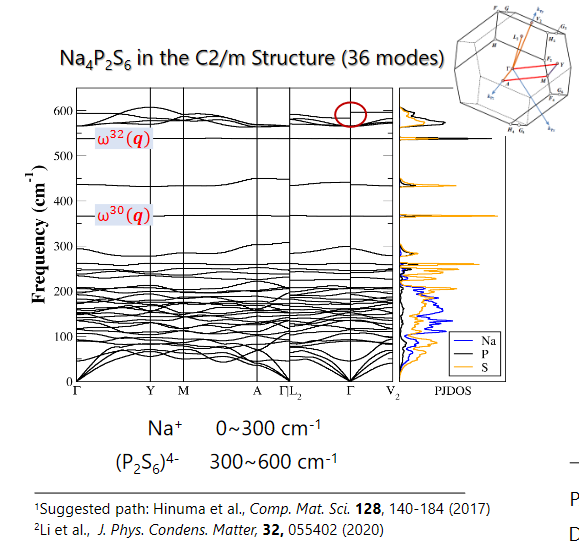 Na4P2S6 in the C2/m Structure (36 modes)
600
500
400
300
200
100
0
Frequency (cm-1)
ω32(q)
ω30(q)
Γ Y M A Γ|L2 Γ V2
PJDOS
Na
P
S
Na+ 0~300 cm-1
(P2S6)4- 300~600 cm-1
1Suggested path: Hinuma et al., Comp. Mat. Sci. 128, 140-184 (2017)
2Li et al., J. Phys. Condens. Matter, 32, 055402 (2020)
P
D